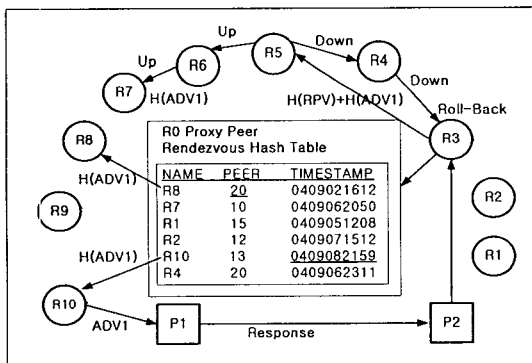 Up
R5
Down
Up
R6
R4
R7
H(ADV1)
Down
H(RPV)+H(ADV1)
Roll-Back
R3
R8
H(ADV1)
R0 Proxy Peer
Rendezvous Hash Table
NAME PEER TIMESTAMP
R8 20 0409021612
R7 10 0409062050
R1 15 0409051208
R2 12 0409071512
R10 13 0409082159
R4 20 0409062311
R9
R2
H(ADV1)
R1
R10
ADV1
P1
Response
P2